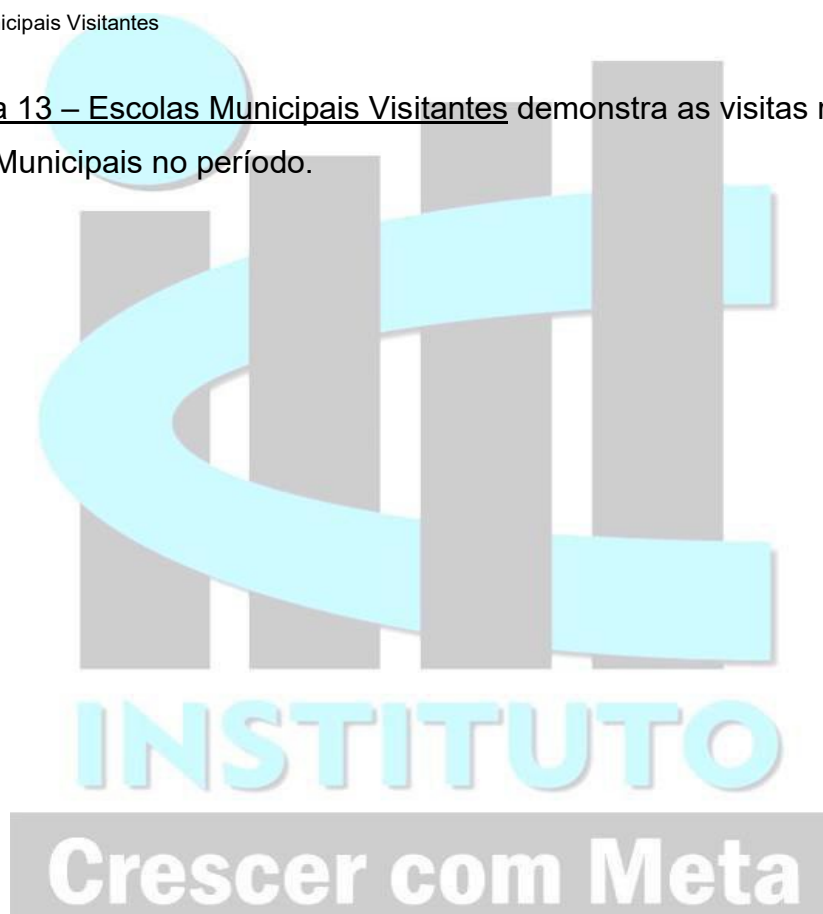 icipais Visitantes
a 13 – Escolas Municipais Visitantes demonstra as visitas
Municipais no período.
INSTITUTO
Crescer com Meta